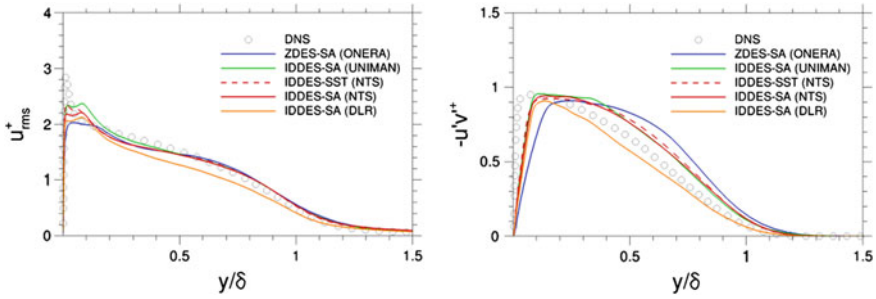 4
3
2
1
0
u⁺rms
0.5
1
1.5
y/δ
DNS
ZDES-SA (ONERA)
IDDES-SA (UNIMAN)
IDDES-SST (NTS)
IDDES-SA (NTS)
IDDES-SA (DLR)
1.5
1
0.5
0
-u'v'⁺
0.5
1
1.5
y/δ
DNS
ZDES-SA (ONERA)
IDDES-SA (UNIMAN)
IDDES-SST (NTS)
IDDES-SA (NTS)
IDDES-SA (DLR)